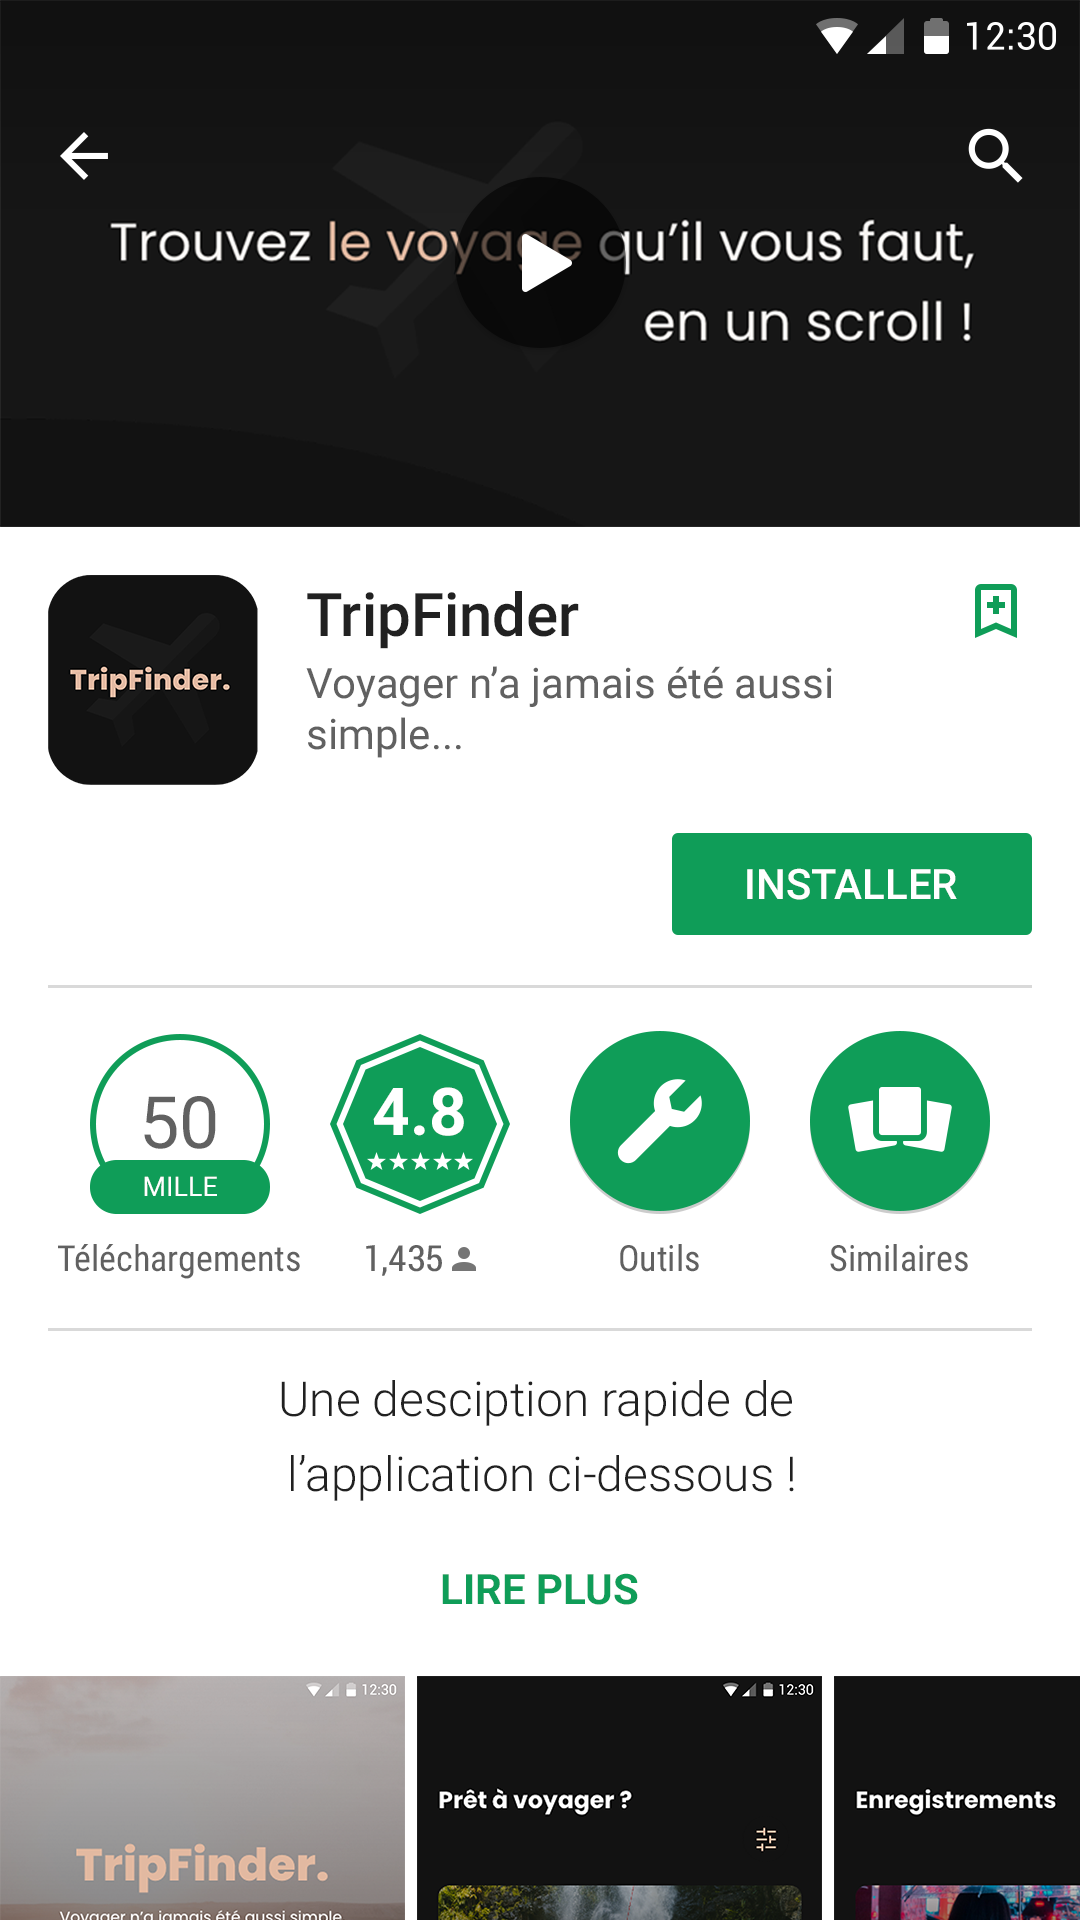 12:30
Trouvez le voyage qu’il vous faut,
en un scroll !
TripFinder.
TripFinder
Voyager n’a jamais été aussi
simple...
INSTALLER
50
MILLE
4.8
Téléchargements
1,435
Outils
Similaires
Une desciption rapide de
l’application ci-dessous !
LIRE PLUS
12:30
TripFinder.
Voyager n’a jamais été aussi simple
12:30
Prêt à voyager ?
Enregistrements